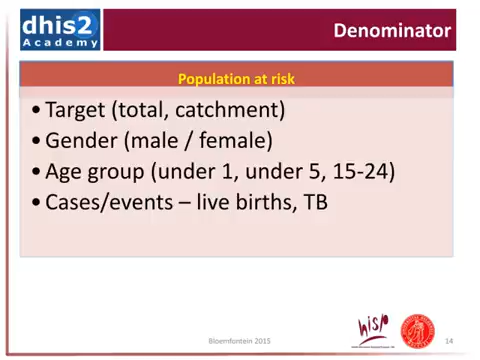 dhis2
Academy
Denominator
Population at risk
• Target (total, catchment)
• Gender (male / female)
• Age group (under 1, under 5, 15-24)
• Cases/events – live births, TB
Bloemfontein 2015
hisp
14